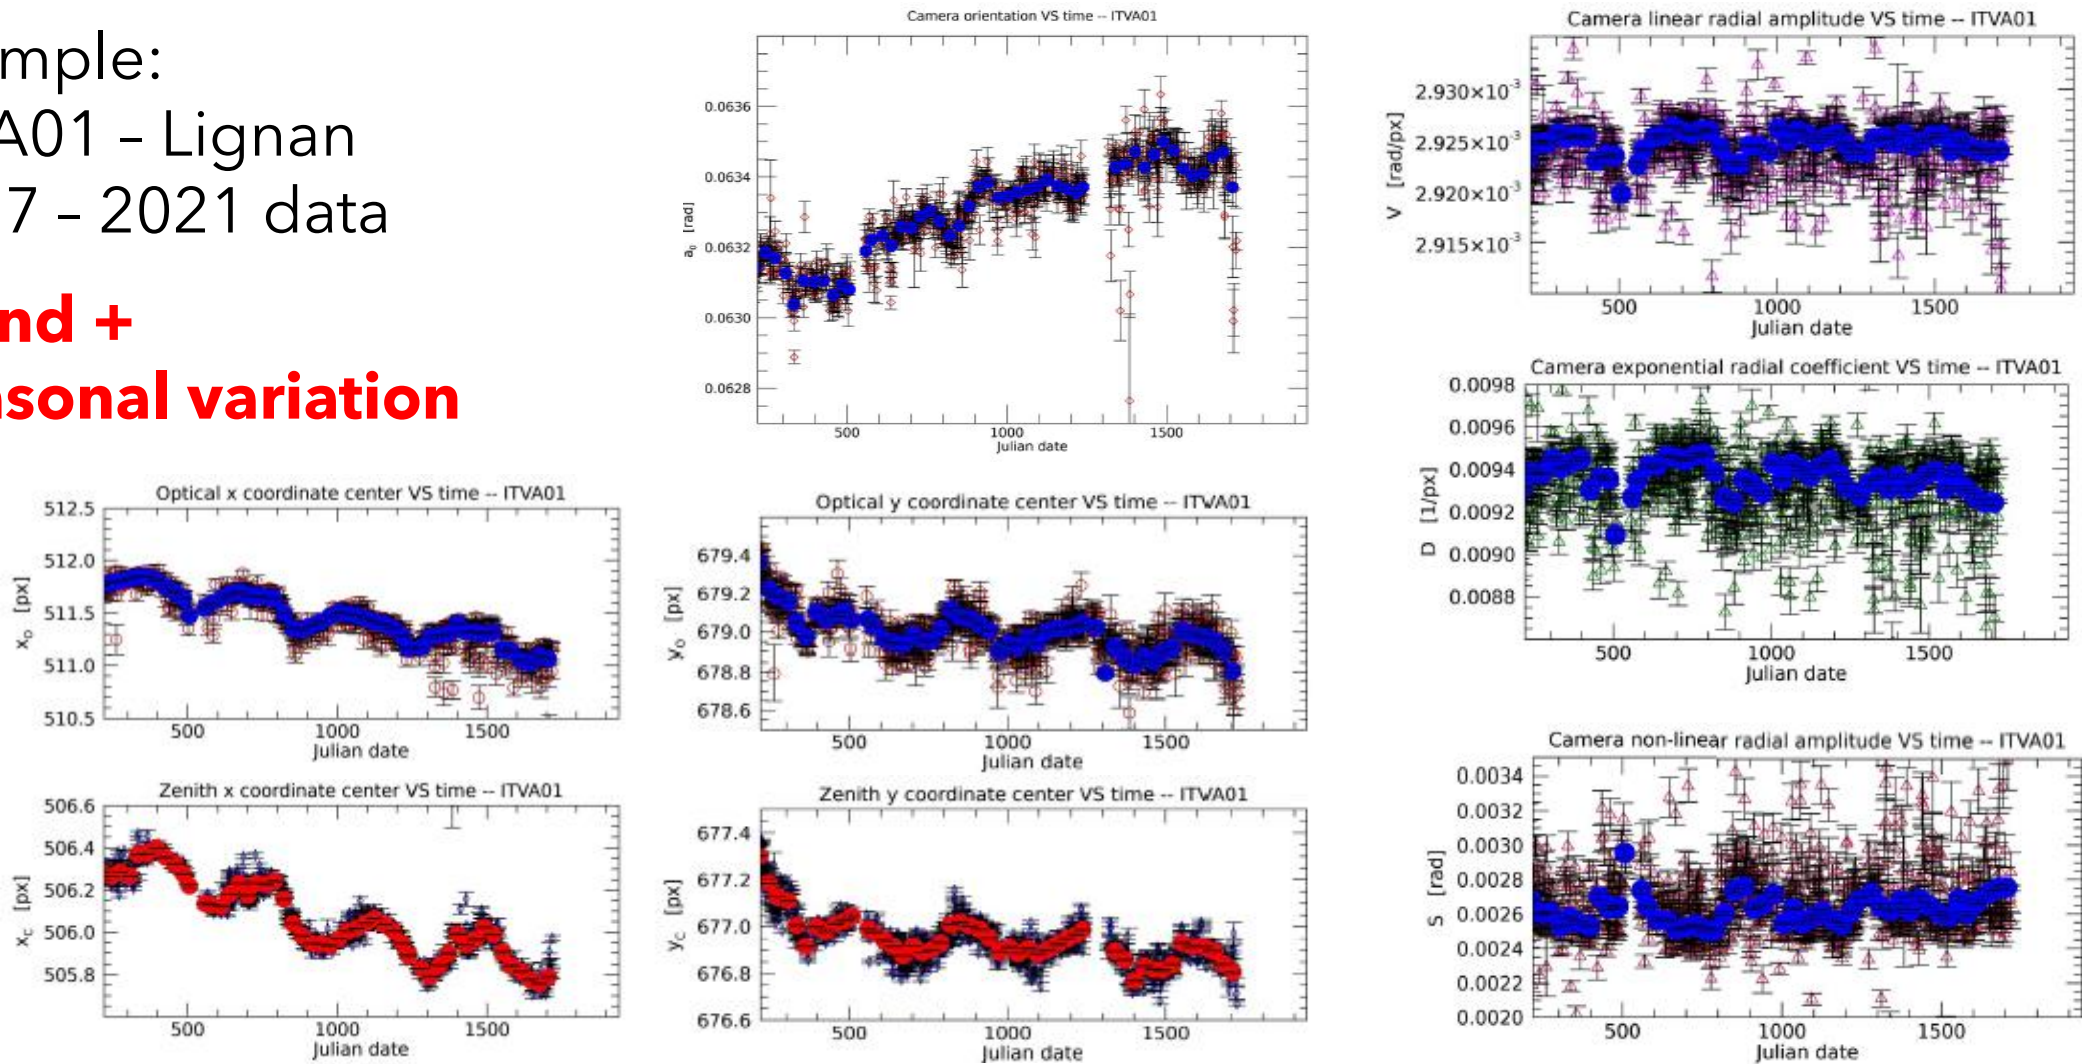 mple:
A01 – Lignan
7 – 2021 data
nd +
asonal variation
Camera orientation VS time -- ITVA01
0.0636
0.0634
0.0632
0.0630
0.0628
a₀ [rad]
500 1000 1500
Julian date
Camera linear radial amplitude VS time -- ITVA01
2.930×10⁻³
2.925×10⁻³
2.920×10⁻³
2.915×10⁻³
V [rad/px]
500 1000 1500
Julian date
Camera exponential radial coefficient VS time -- ITVA01
0.0098
0.0096
0.0094
0.0092
0.0090
0.0088
D [1/px]
500 1000 1500
Julian date
Optical x coordinate center VS time -- ITVA01
512.5
512.0
511.5
511.0
510.5
x₀ [px]
500 1000 1500
Julian date
Optical y coordinate center VS time -- ITVA01
679.4
679.2
679.0
678.8
678.6
y₀ [px]
500 1000 1500
Julian date
Zenith x coordinate center VS time -- ITVA01
506.6
506.4
506.2
506.0
505.8
x_C [px]
500 1000 1500
Julian date
Zenith y coordinate center VS time -- ITVA01
677.4
677.2
677.0
676.8
676.6
y_C [px]
500 1000 1500
Julian date
Camera non-linear radial amplitude VS time -- ITVA01
0.0034
0.0032
0.0030
0.0028
0.0026
0.0024
0.0022
0.0020
S [rad]
500 1000 1500
Julian date